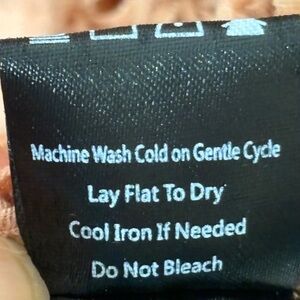 Machine Wash Cold on Gentle Cycle
Lay Flat To Dry
Cool Iron If Needed
Do Not Bleach